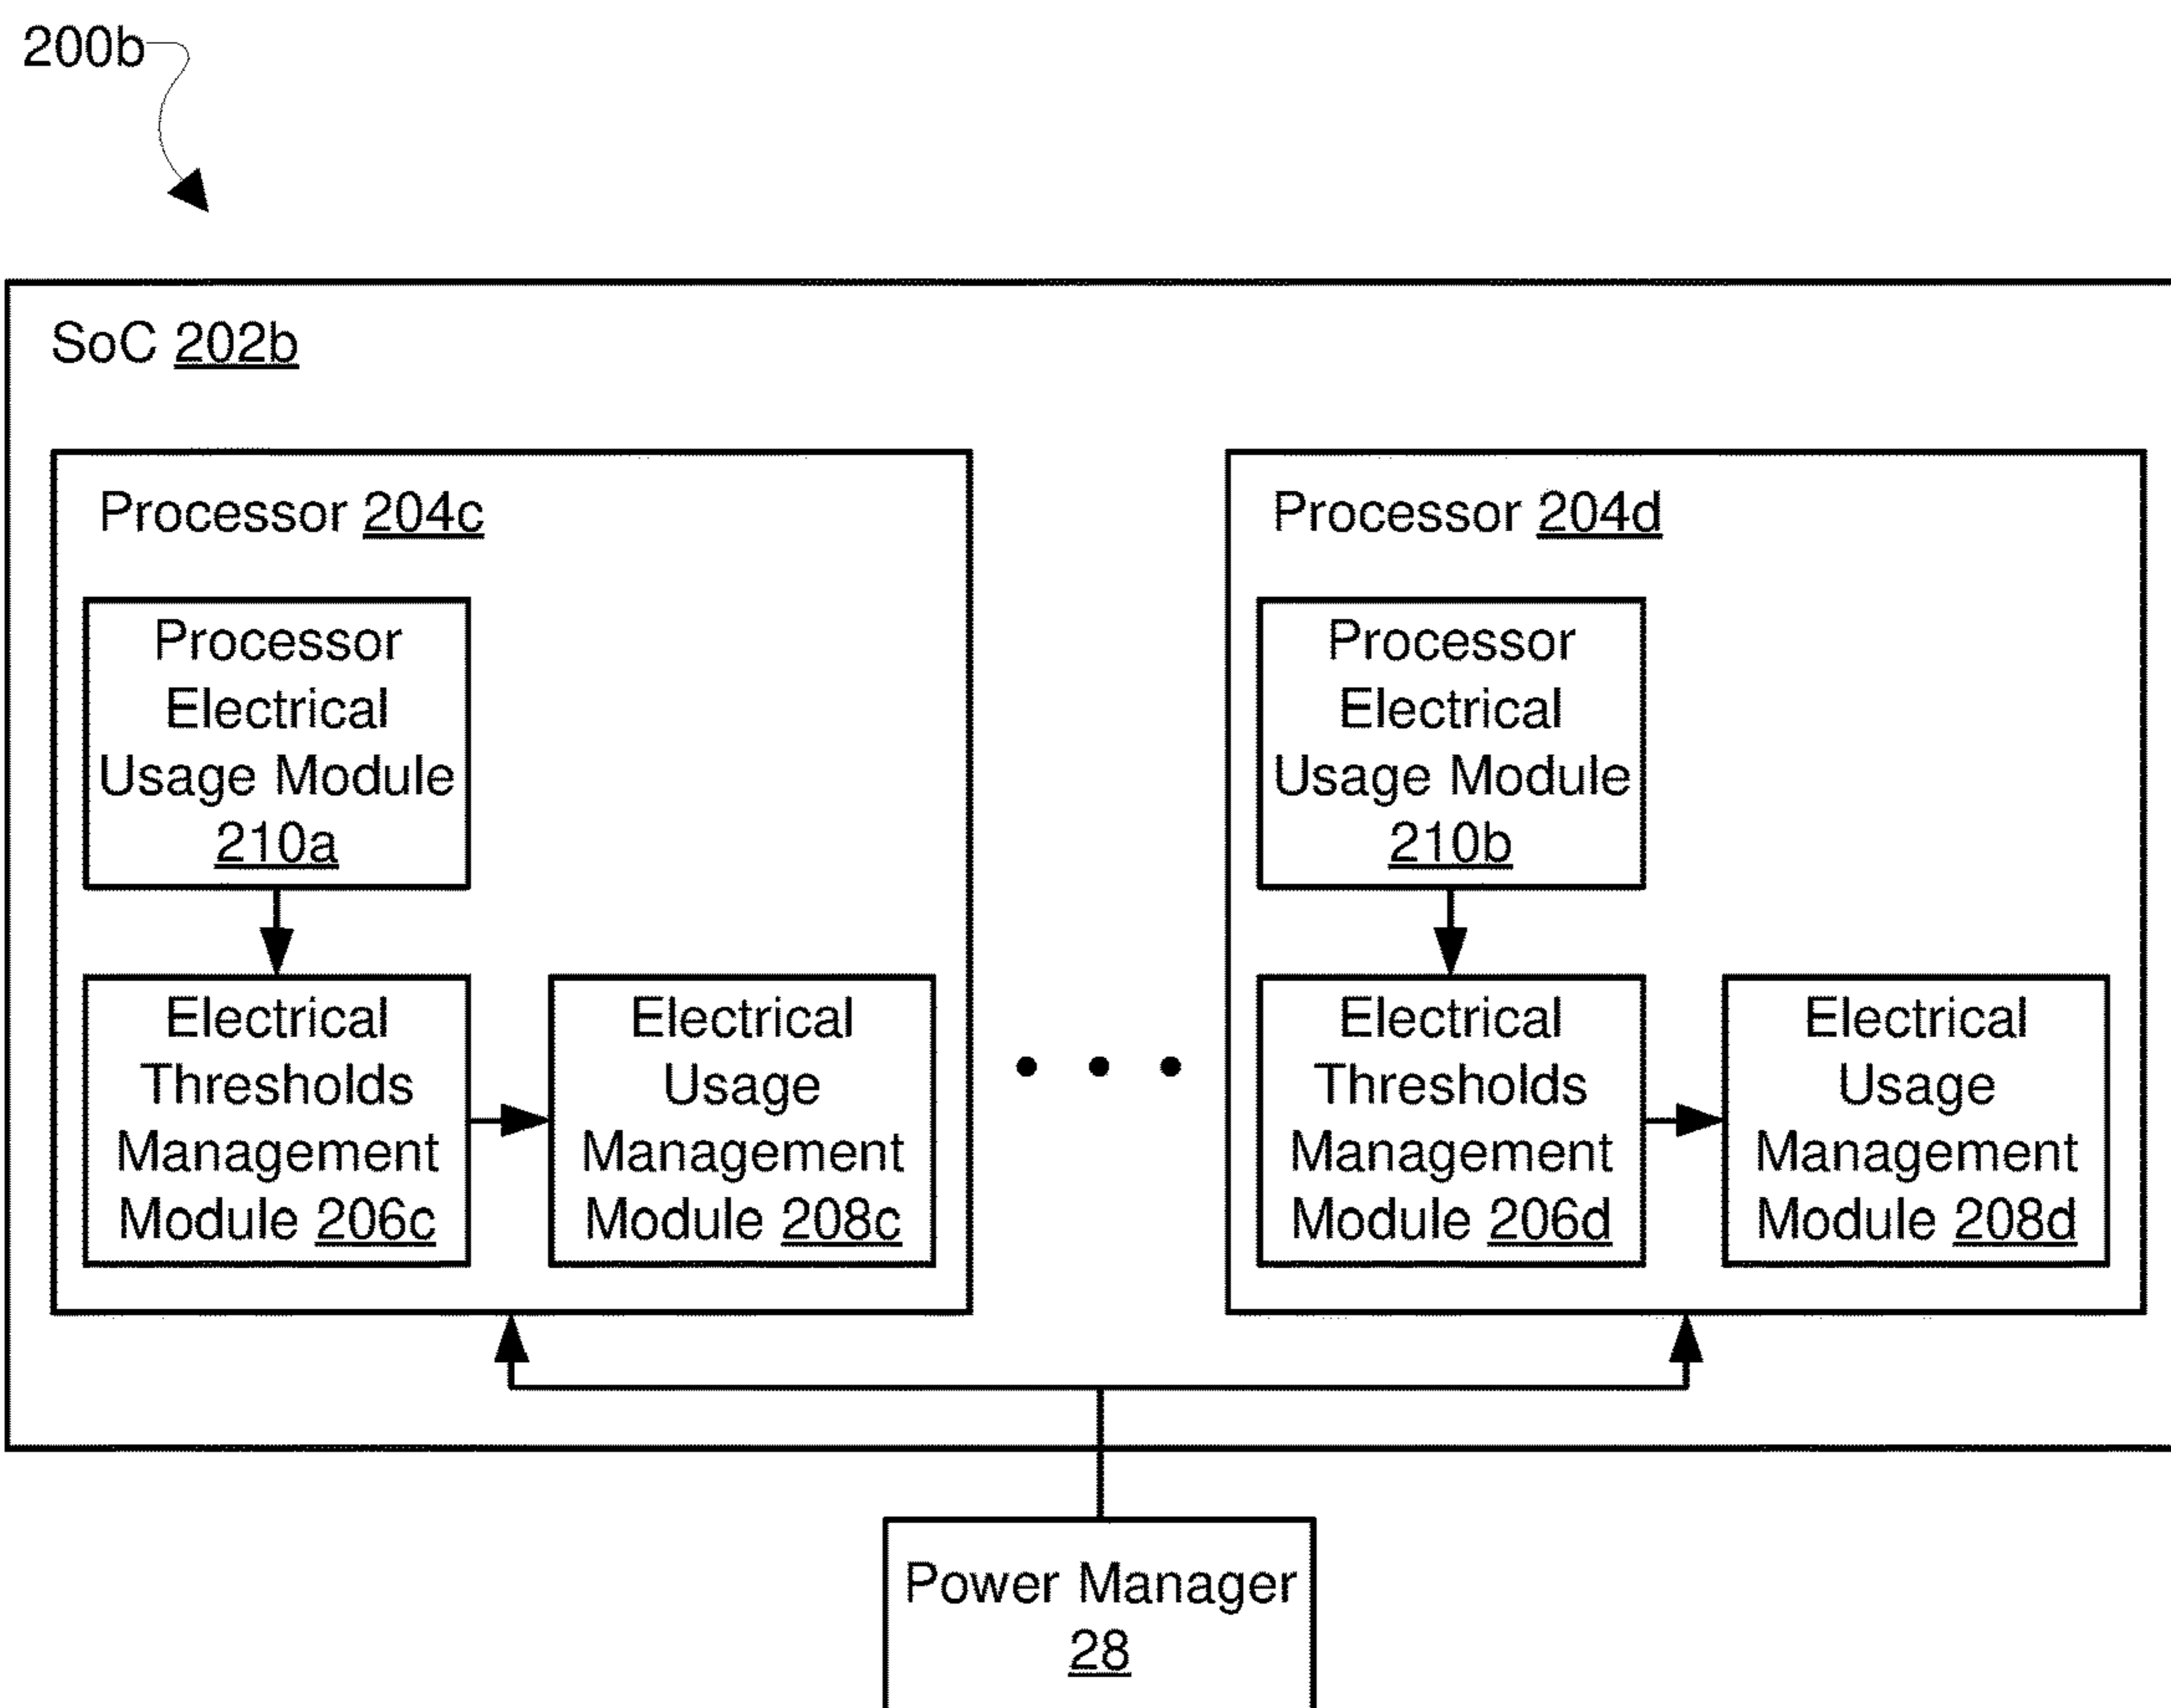 200b
SoC 202b
Processor 204c
Processor
Electrical
Usage Module
210a
Electrical
Thresholds
Management
Module 206c
Electrical
Usage
Management
Module 208c
Processor 204d
Processor
Electrical
Usage Module
210b
Electrical
Thresholds
Management
Module 206d
Electrical
Usage
Management
Module 208d
Power Manager
28